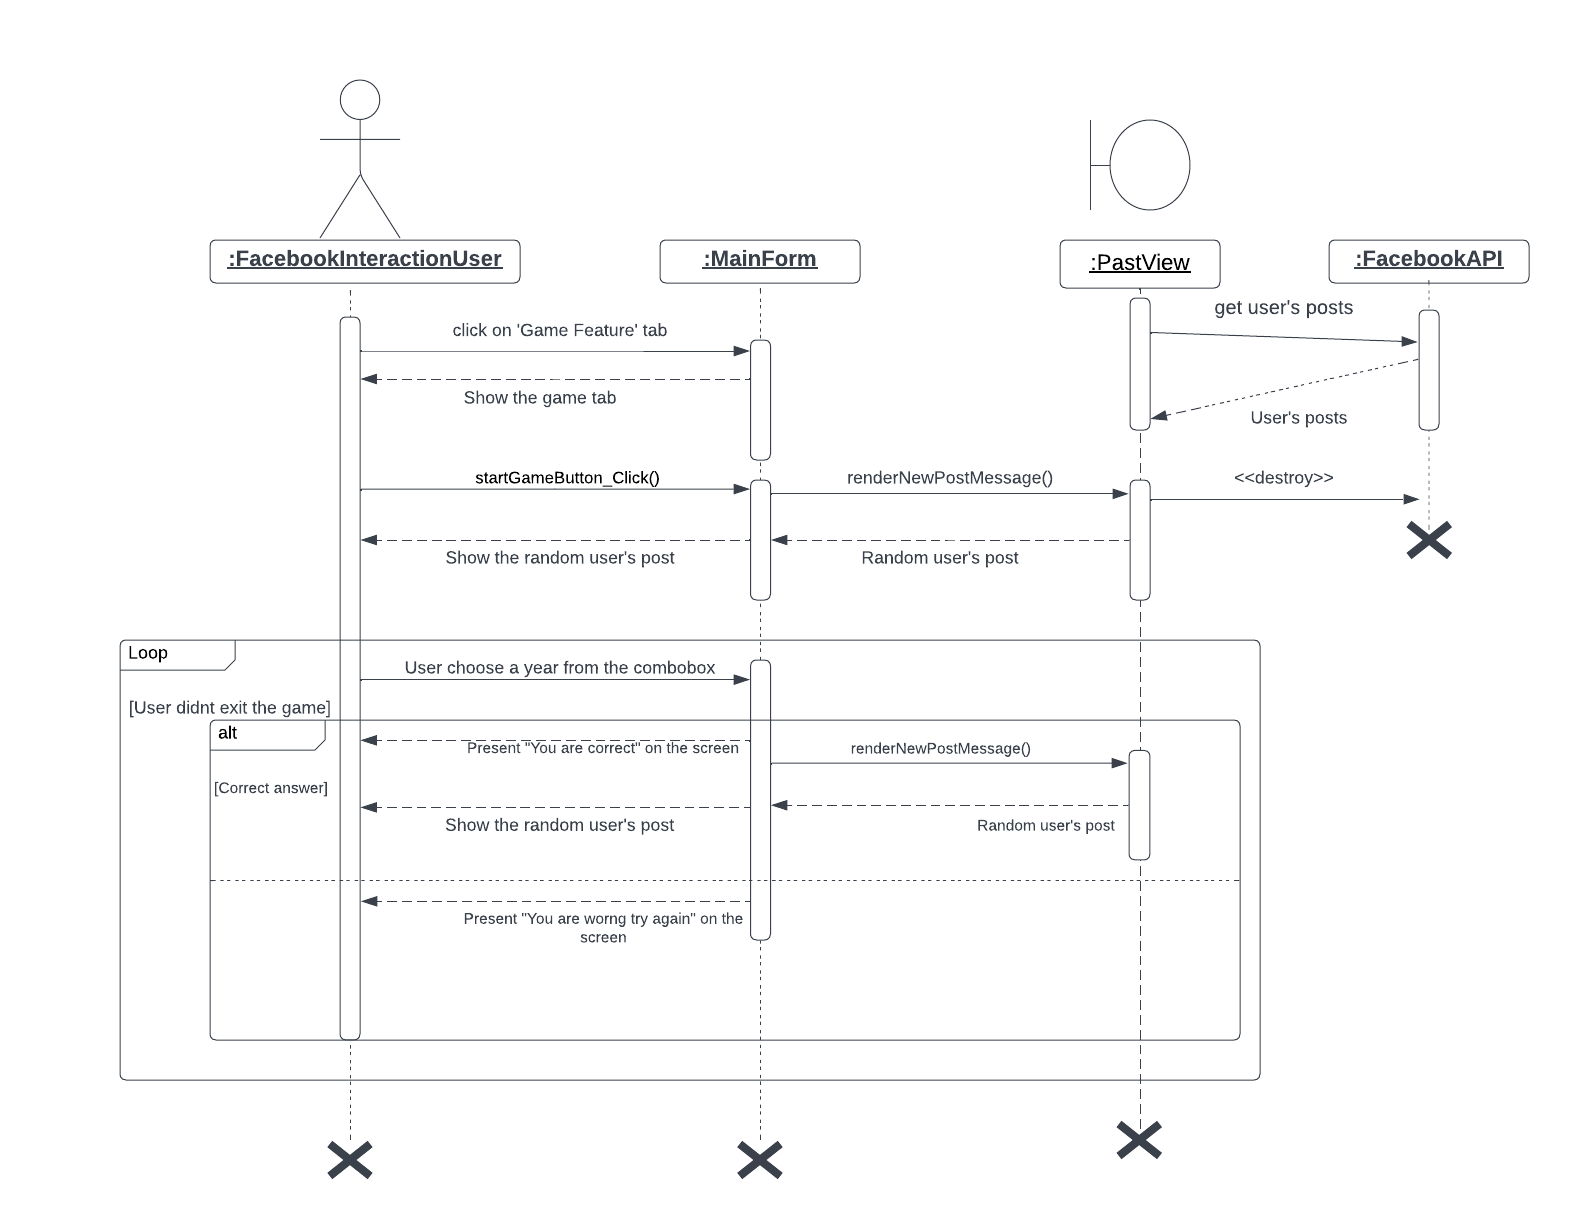 :FacebookInteractionUser
:MainForm
:PastView
:FacebookAPI
get user's posts
click on 'Game Feature' tab
Show the game tab
User's posts
startGameButton_Click()
renderNewPostMessage()
<<destroy>>
Show the random user's post
Random user's post
Loop
User choose a year from the combobox
[User didnt exit the game]
alt
Present "You are correct" on the screen
renderNewPostMessage()
[Correct answer]
Show the random user's post
Random user's post
Present "You are worng try again" on the
screen